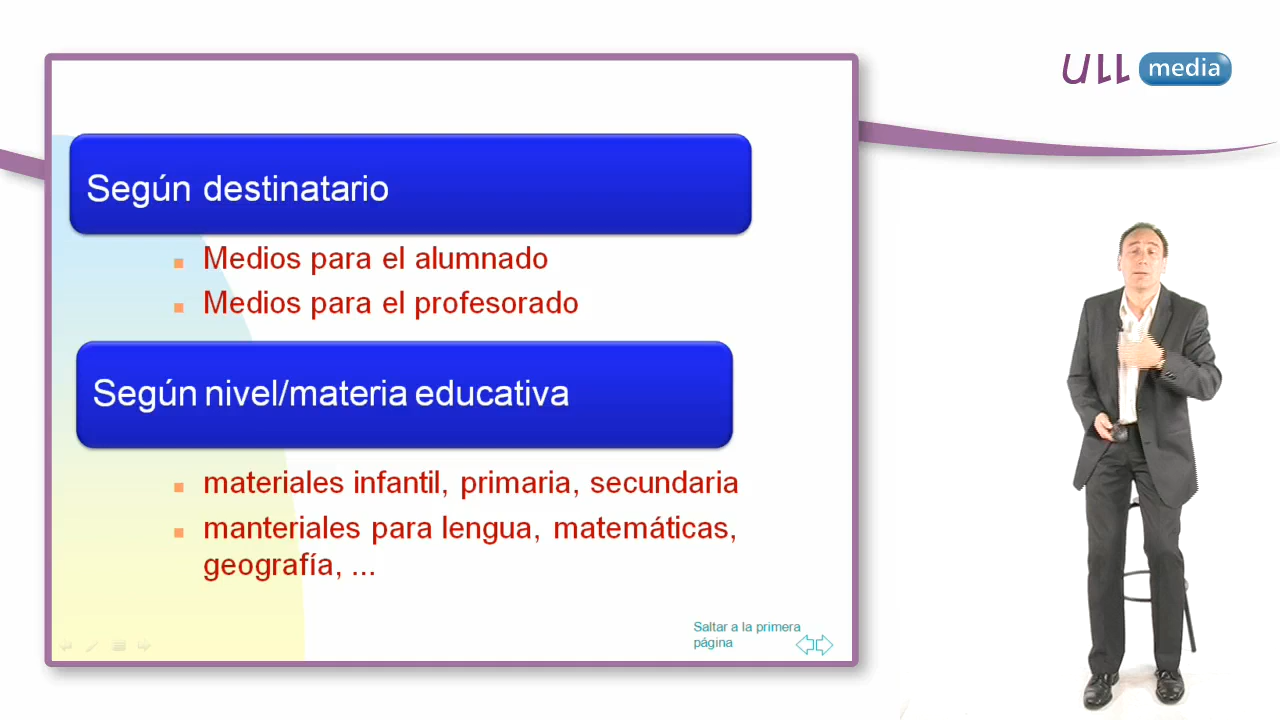 ULL media
Según destinatario
Medios para el alumnado
Medios para el profesorado
Según nivel/materia educativa
materiales infantil, primaria, secundaria
manteriales para lengua, matemáticas,
geografía, ...
Saltar a la primera
página